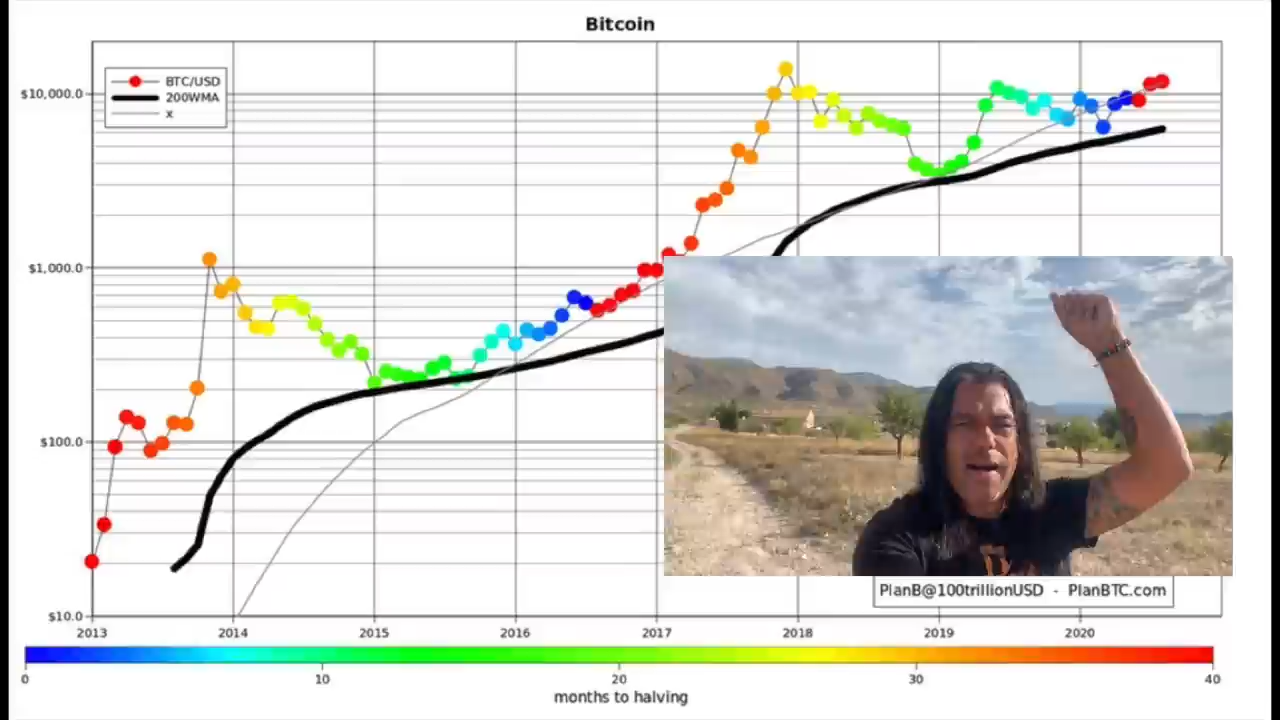 Bitcoin
BTC/USD
200WMA
x
$10,000.0
$1,000.0
$100.0
$10.0
2013 2014 2015 2016 2017 2018 2019 2020
PlanB@100trillionUSD - PlanBTC.com
0 10 20 30 40
months to halving